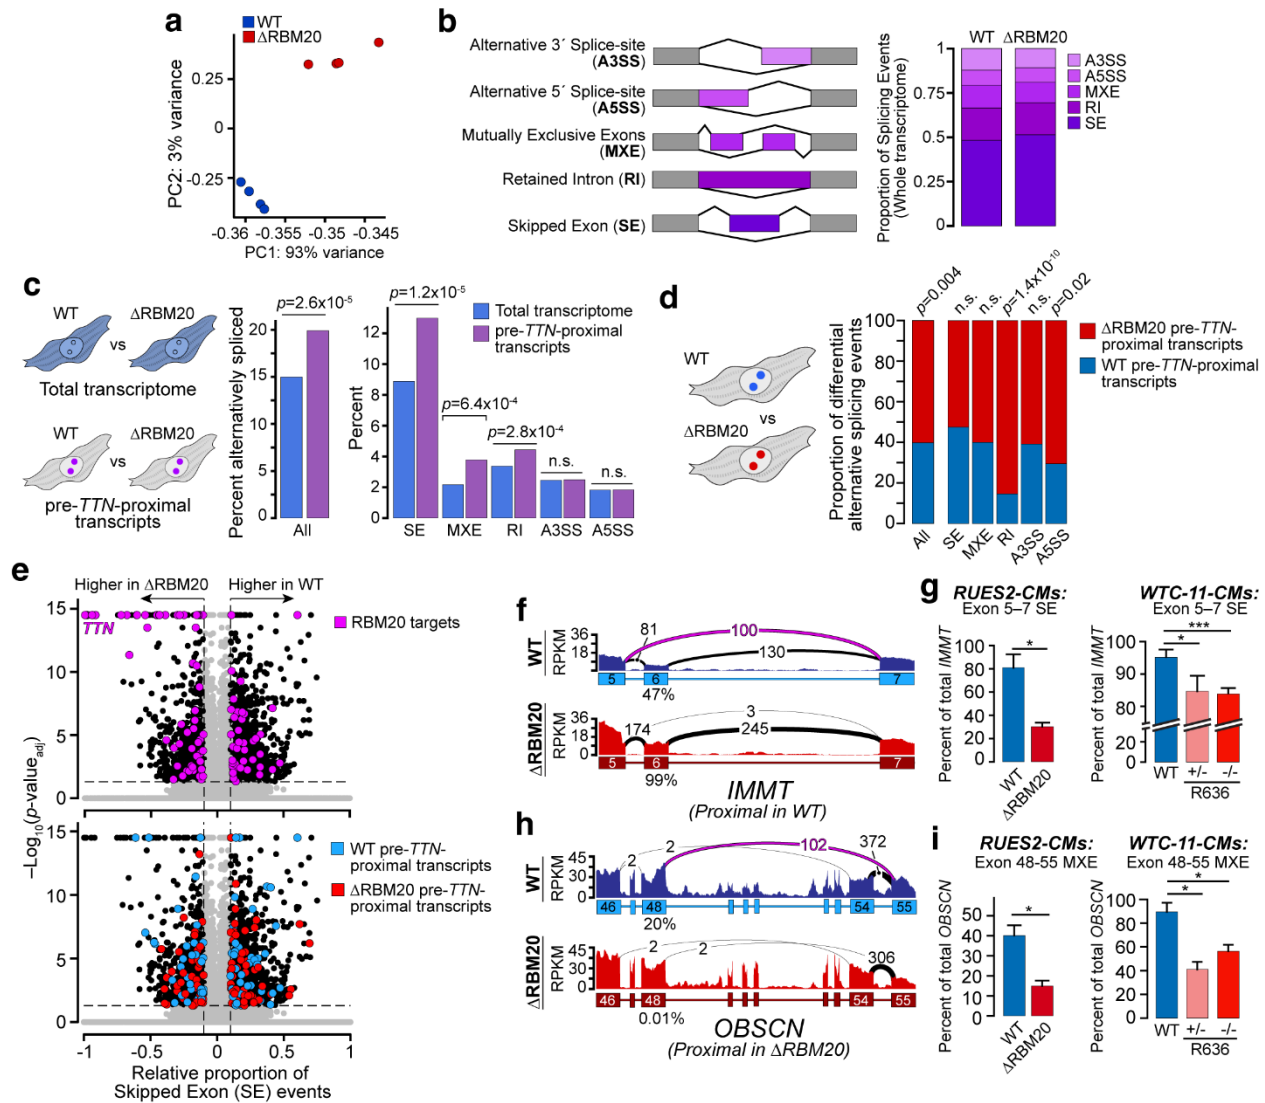 a
WT
ΔRBM20
PC2: 3% variance
0.25
0
-0.25
-0.36
-0.355
-0.35
-0.345
PC1: 93% variance
b
Alternative 3´ Splice-site
(A3SS)
Alternative 5´ Splice-site
(A5SS)
Mutually Exclusive Exons
(MXE)
Retained Intron (RI)
Skipped Exon (SE)
Proportion of Splicing Events
(Whole transcriptome)
1
0.75
0.5
0.25
0
WT
ΔRBM20
A3SS
A5SS
MXE
RI
SE
c
WT
ΔRBM20
vs
Total transcriptome
WT
ΔRBM20
vs
pre-TTN-proximal
transcripts
Percent alternatively spliced
20
15
10
5
0
p=2.6x10-5
All
Percent
12
10
8
6
4
2
0
p=1.2x10-5
p=6.4x10-4
p=2.8x10-4
n.s.
n.s.
SE
MXE
RI
A3SS
A5SS
Total transcriptome
pre-TTN-proximal
transcripts
d
WT
vs
ΔRBM20
Proportion of differential
alternative splicing events
100
80
60
40
20
0
p=0.004
n.s.
n.s.
p=1.4x10-10
n.s.
p=0.02
All
SE
MXE
RI
A3SS
A5SS
ΔRBM20 pre-TTN-
proximal transcripts
WT pre-TTN-proximal
transcripts
e
Higher in ΔRBM20
Higher in WT
15
10
5
0
TTN
RBM20 targets
–Log10(p-valueadj)
15
10
5
0
WT pre-TTN-
proximal transcripts
ΔRBM20 pre-TTN-
proximal transcripts
-1
-0.5
0
0.5
1
Relative proportion of
Skipped Exon (SE) events
f
WT
RPKM
36
18
0
81
100
130
5
6
7
47%
ΔRBM20
RPKM
36
18
0
174
3
245
5
6
7
99%
IMMT
(Proximal in WT)
g
RUES2-CMs:
Exon 5–7 SE
Percent of total IMMT
100
80
60
40
20
0
*
WT
ΔRBM20
WTC-11-CMs:
Exon 5–7 SE
Percent of total IMMT
100
90
80
20
0
***
*
WT
+/-
-/-
R636
h
WT
RPKM
45
30
15
0
2
2
102
372
46
48
54
55
20%
ΔRBM20
RPKM
45
30
15
0
2
2
306
46
48
54
55
0.01%
OBSCN
(Proximal in ΔRBM20)
i
RUES2-CMs:
Exon 48-55 MXE
Percent of total OBSCN
50
40
30
20
10
0
*
WT
ΔRBM20
WTC-11-CMs:
Exon 48-55 MXE
Percent of total OBSCN
100
80
60
40
20
0
*
*
WT
+/-
-/-
R636